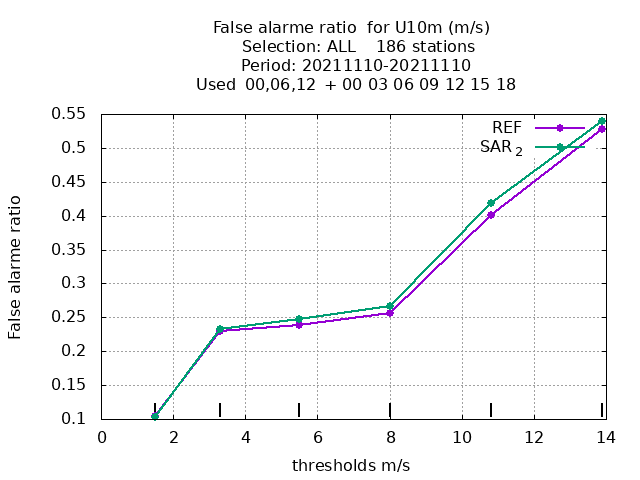 False alarme ratio  for U10m (m/s)
Selection: ALL    186 stations
Period: 20211110-20211110
Used  00,06,12  + 00 03 06 09 12 15 18
0.55
0.5
0.45
0.4
0.35
0.3
0.25
0.2
0.15
0.1
False alarme ratio
REF
SAR 2
0 2 4 6 8 10 12 14
thresholds m/s